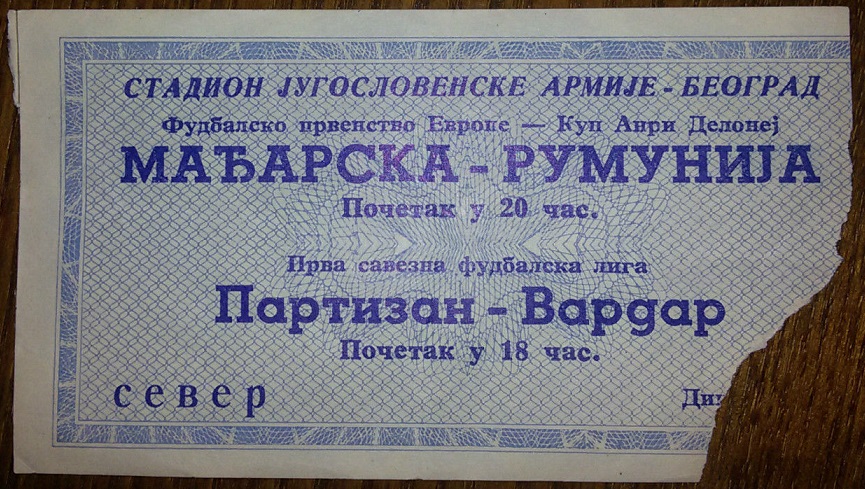 СТАДИОН ЈУГОСЛОВЕНСКЕ АРМИЈЕ - БЕОГРАД
Фудбалско првенство Европе — Куп Анри Делонеј
МАЂАРСКА - РУМУНИЈА
Почетак у 20 час.
Прва савезна фудбалска лига
Партизан - Вардар
Почетак у 18 час.
север